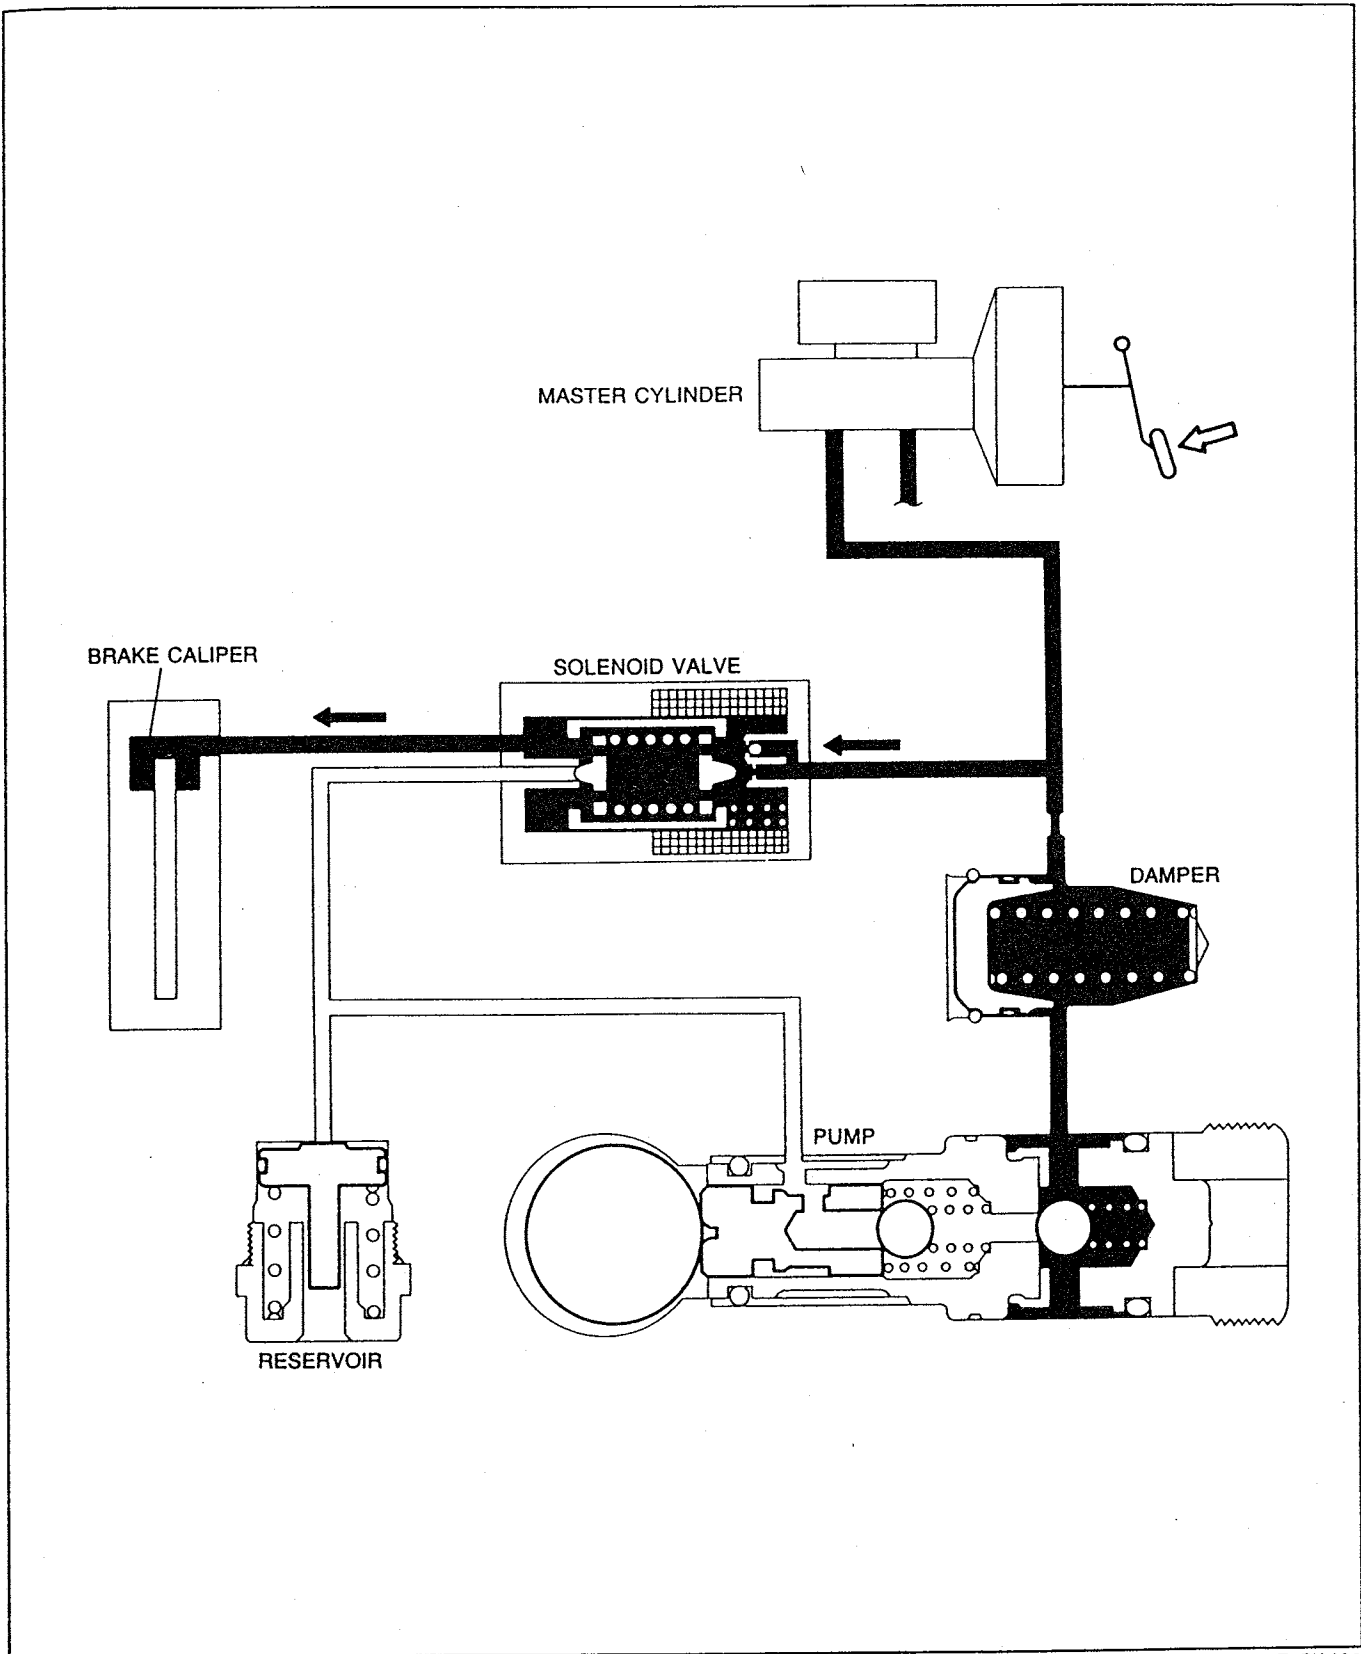 MASTER CYLINDER
BRAKE CALIPER
SOLENOID VALVE
DAMPER
PUMP
RESERVOIR